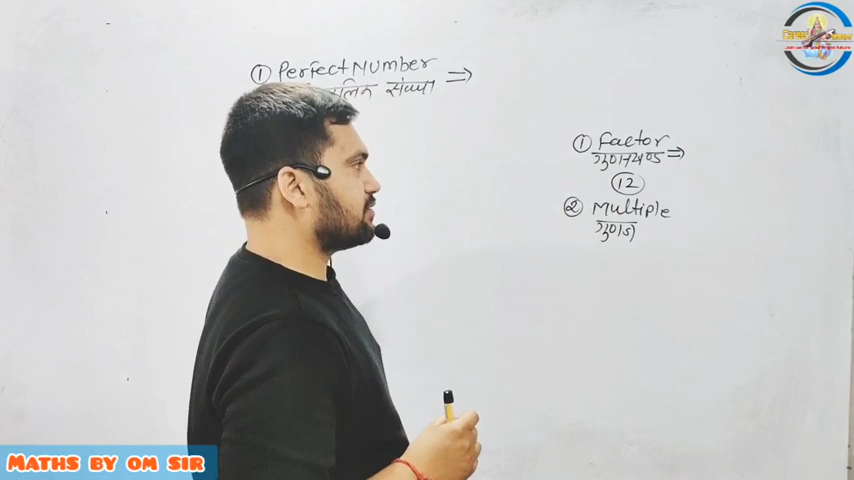 ① Perfect Number ⇒
संख्या
① Factor
गुणनखण्ड ⇒
12
② Multiple
गुणज
MATHS BY OM SIR